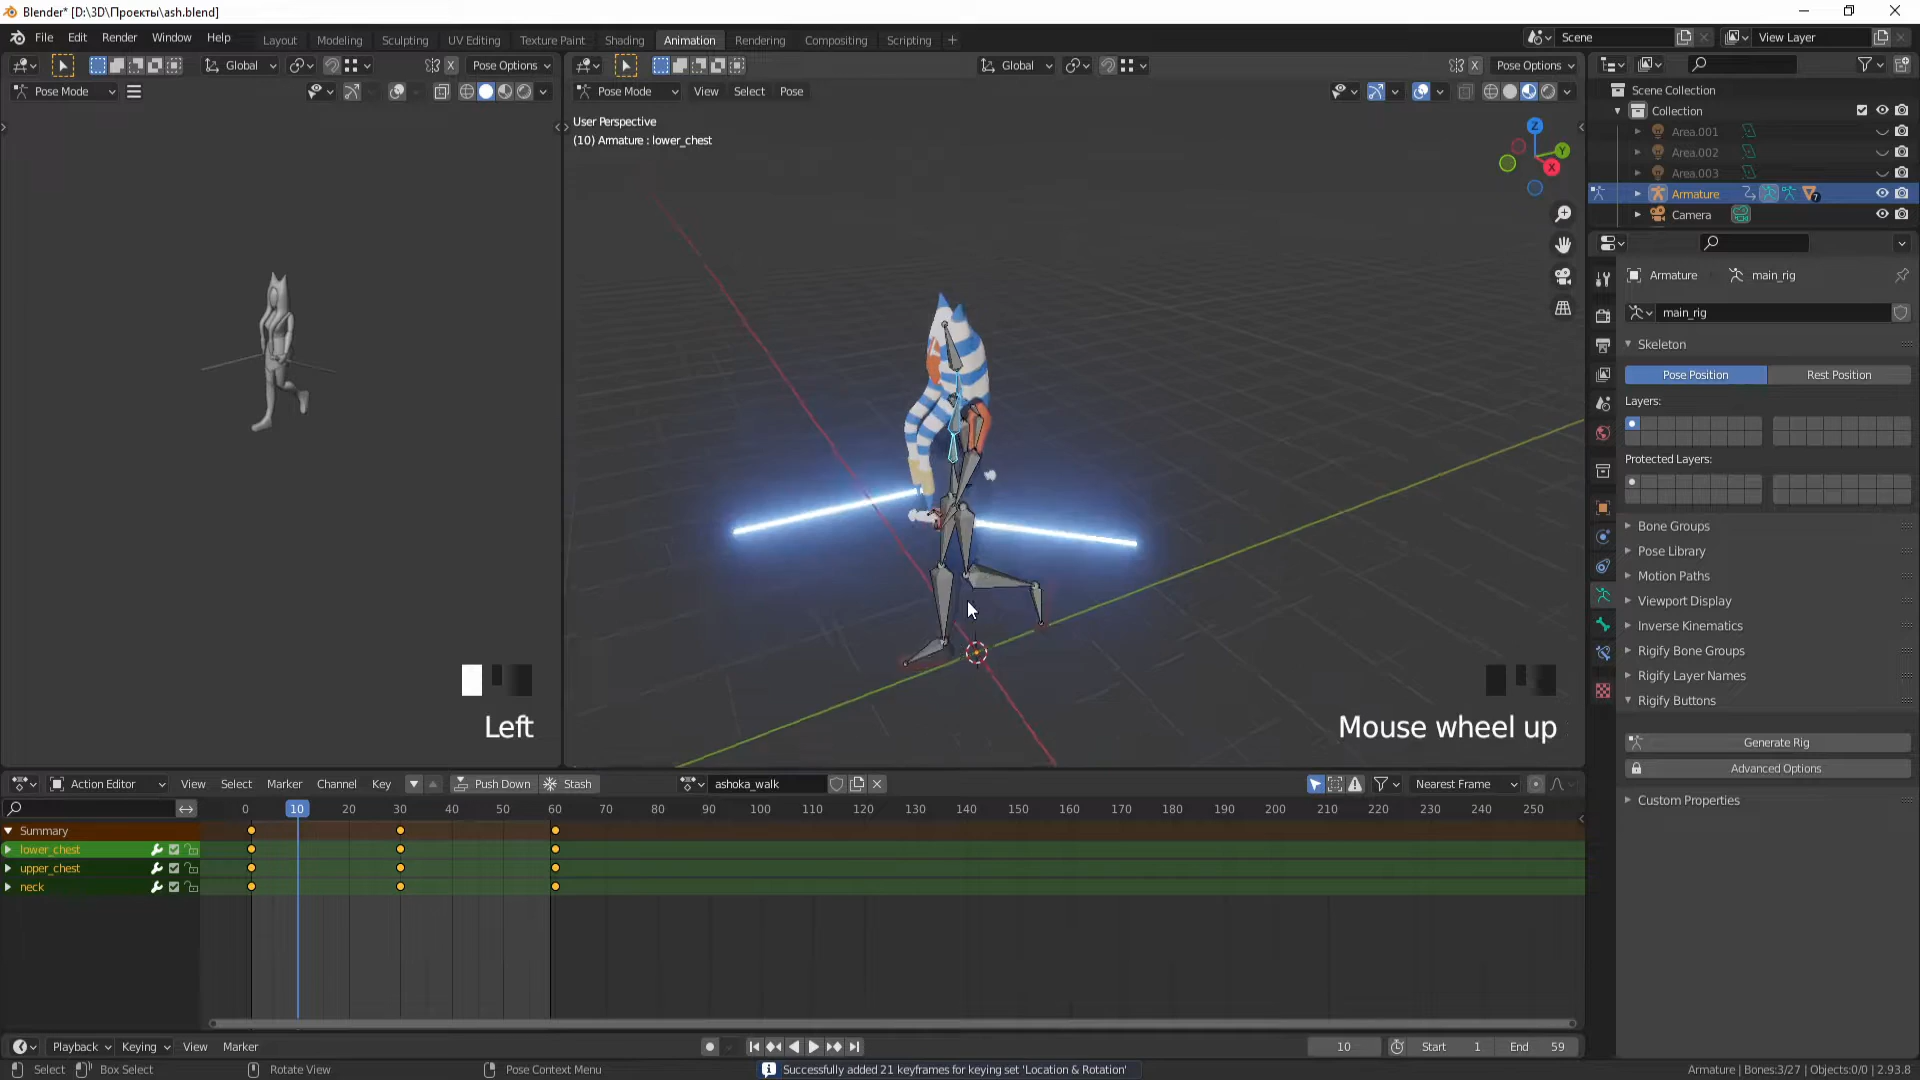 Blender* [D:\3D\Проекты\ash.blend]
File Edit Render Window Help Layout Modeling Sculpting UV Editing Texture Paint Shading Animation Rendering Compositing Scripting + Scene View Layer
Global X Pose Options Global X Pose Options
Pose Mode Pose Mode View Select Pose
Scene Collection
Collection
Area.001
Area.002
Area.003
Armature 7
Camera
User Perspective
(10) Armature : lower_chest
Z
Y
X
Armature main_rig
main_rig
Skeleton
Pose Position Rest Position
Layers:
Protected Layers:
Bone Groups
Pose Library
Motion Paths
Viewport Display
Inverse Kinematics
Rigify Bone Groups
Rigify Layer Names
Rigify Buttons
Generate Rig
Advanced Options
Custom Properties
Left
Mouse wheel up
Action Editor View Select Marker Channel Key Push Down Stash ashoka_walk Nearest Frame
0 10 20 30 40 50 60 70 80 90 100 110 120 130 140 150 160 170 180 190 200 210 220 230 240 250
Summary
lower_chest
upper_chest
neck
Playback Keying View Marker 10 Start 1 End 59
Select Box Select Rotate View Pose Context Menu Successfully added 21 keyframes for keying set 'Location & Rotation' Armature | Bones:3/27 | Objects:0/0 | 2.93.8